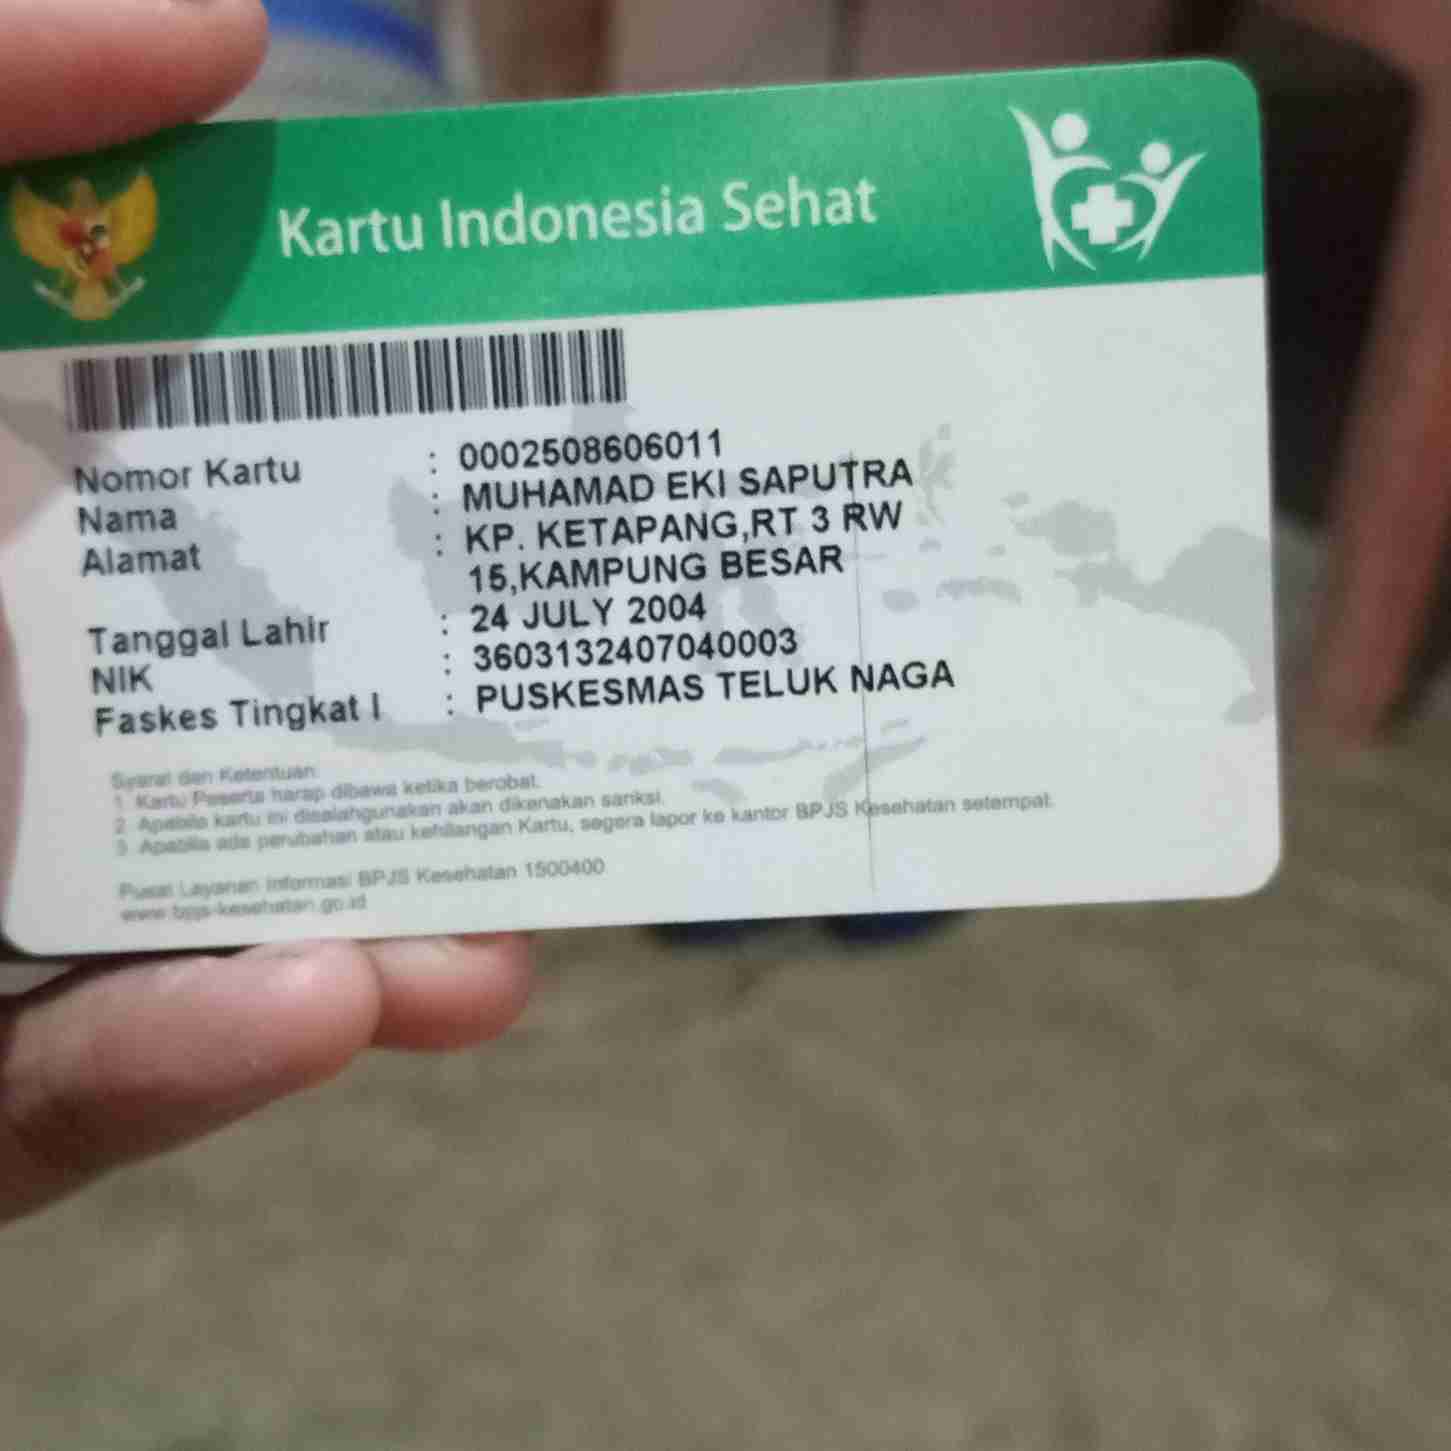 Kartu Indonesia Sehat
Nomor Kartu : 0002508606011
Nama : MUHAMAD EKI SAPUTRA
Alamat : KP. KETAPANG,RT 3 RW
15,KAMPUNG BESAR
Tanggal Lahir : 24 JULY 2004
NIK : 3603132407040003
Faskes Tingkat I : PUSKESMAS TELUK NAGA
Syarat dan Ketentuan:
1. Kartu Peserta harap dibawa ketika berobat.
2. Apabila kartu ini disalahgunakan akan dikenakan sanksi.
3. Apabila ada perubahan atau kehilangan Kartu, segera lapor ke kantor BPJS Kesehatan setempat.
Pusat Layanan Informasi BPJS Kesehatan 1500400
www.bpjs-kesehatan.go.id